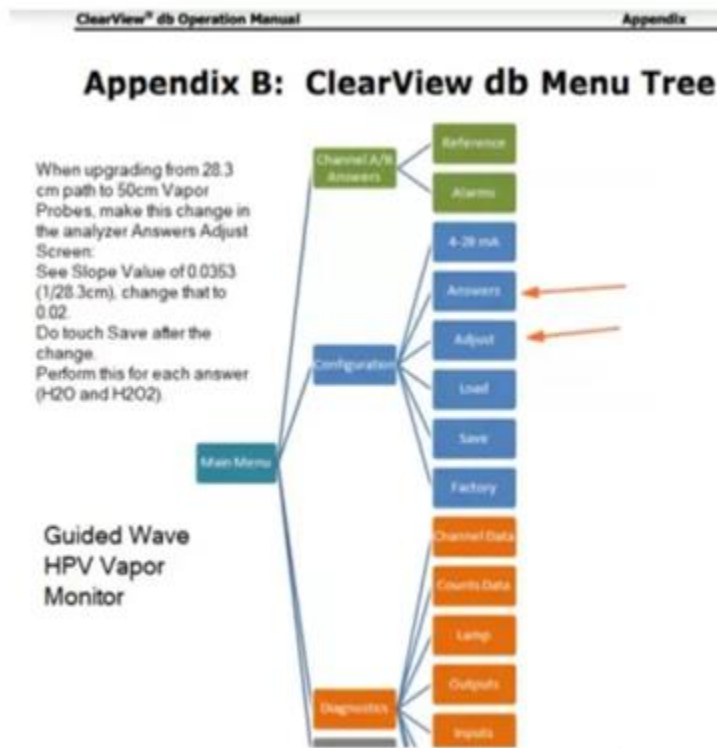 ClearView® db Operation Manual
Appendix
Appendix B: ClearView db Menu Tree
When upgrading from 28.3
cm path to 50cm Vapor
Probes, make this change in
the analyzer Answers Adjust
Screen:
See Slope Value of 0.0353
(1/28.3cm), change that to
0.02.
Do touch Save after the
change.
Perform this for each answer
(H2O and H2O2).
Guided Wave
HPV Vapor
Monitor
Main Menu
Channel A/B
Answers
Reference
Alarms
Configuration
4-20 mA
Answers
Adjust
Load
Save
Factory
Diagnostics
Channel Data
Counts Data
Lamp
Outputs
Inputs